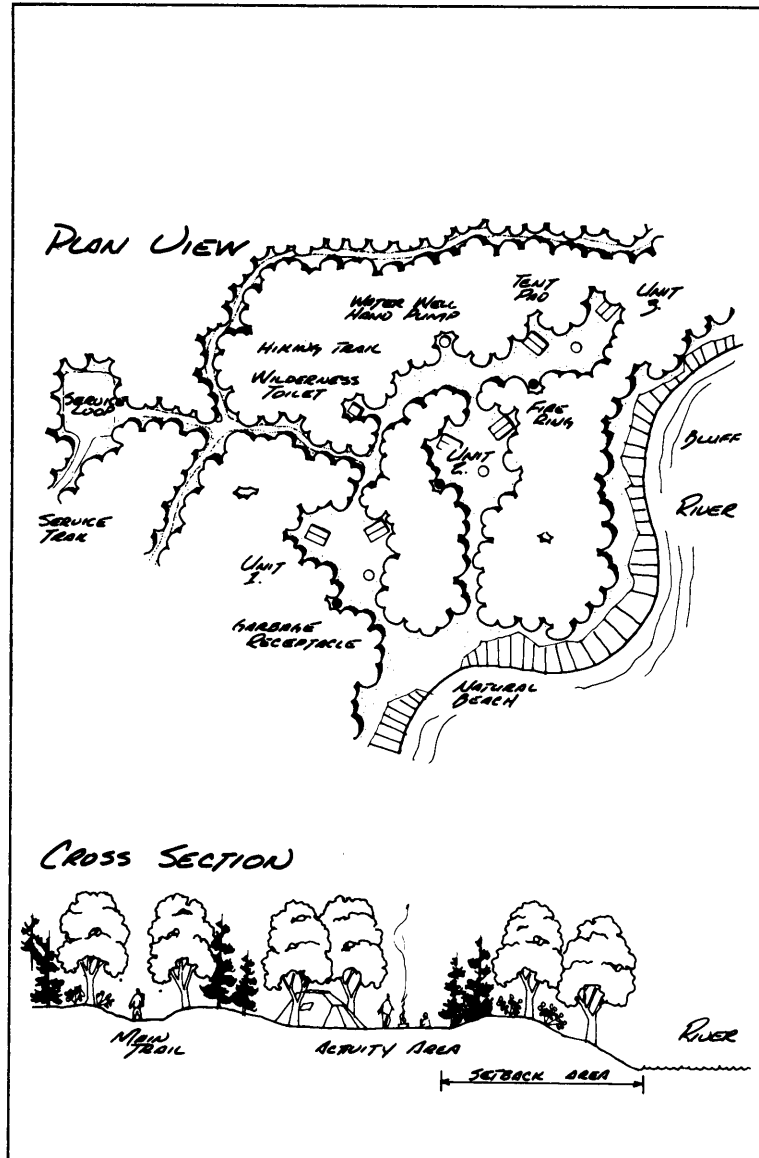 PLAN VIEW
WATER WELL
HAND PUMP
TENT
PAD
UNIT
3.
HIKING TRAIL
WILDERNESS
TOILET
SERVICE
LOOP
FIRE
RING
BLUFF
UNIT
2.
RIVER
SERVICE
TRAIL
UNIT
1.
GARBAGE
RECEPTACLE
NATURAL
BEACH
CROSS SECTION
MAIN
TRAIL
ACTIVITY AREA
RIVER
SETBACK AREA